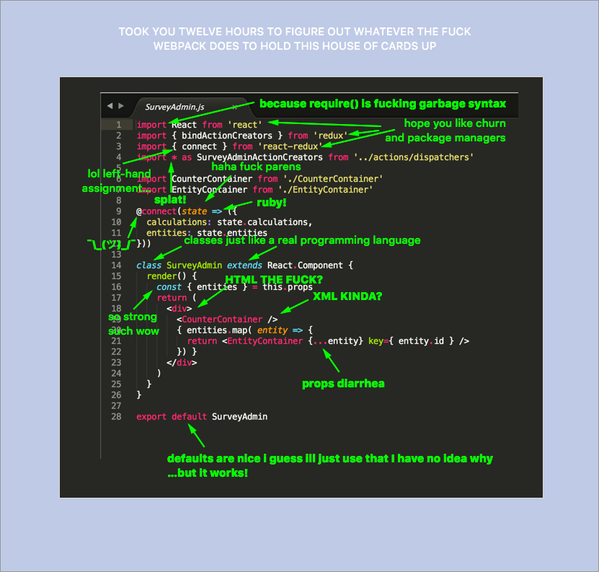 TOOK YOU TWELVE HOURS TO FIGURE OUT WHATEVER THE FUCK
WEBPACK DOES TO HOLD THIS HOUSE OF CARDS UP
SurveyAdmin.js
because require() is fucking garbage syntax
1 import React from 'react'
hope you like churn
and package managers
2 import { bindActionCreators } from 'redux'
3 import { connect } from 'react-redux'
4 import * as SurveyAdminActionCreators from '../actions/dispatchers'
lol left-hand
assignment...
haha fuck parens
6 import CounterContainer from './CounterContainer'
import EntityContainer from './EntityContainer'
splat!
ruby!
9 @connect(state => ({
10 calculations: state.calculations,
11 entities: state.entities
¯\_(ツ)_/¯
}))
classes just like a real programming language
14 class SurveyAdmin extends React.Component {
15 render() {
HTML THE FUCK?
16 const { entities } = this.props
17 return (
XML KINDA?
so strong
such wow
18 <div>
19 <CounterContainer />
20 { entities.map( entity => {
21 return <EntityContainer {...entity} key={ entity.id } />
22 }) }
23 </div>
24 )
props diarrhea
25 }
26 }
28 export default SurveyAdmin
defaults are nice i guess ill just use that I have no idea why
...but it works!